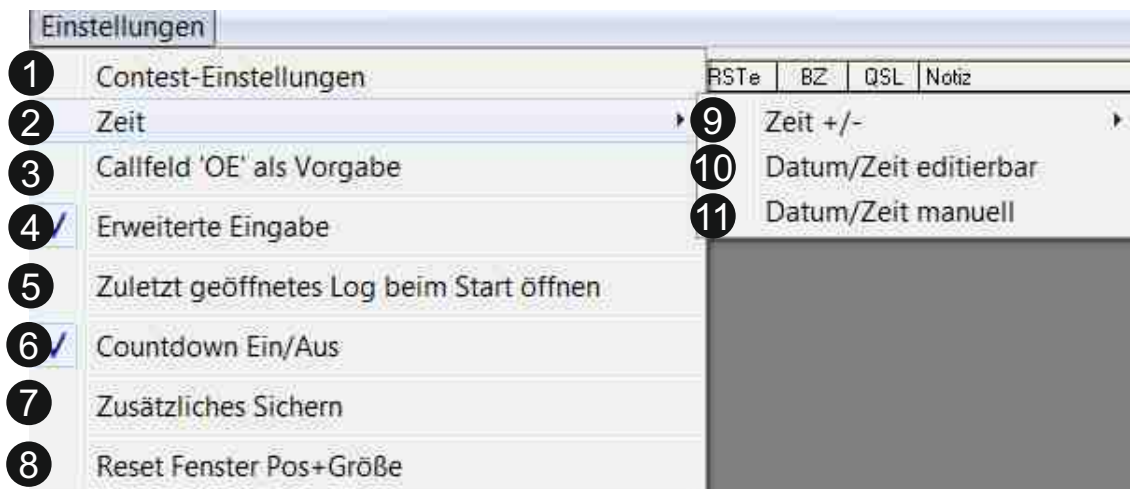 Einstellungen
1 Contest-Einstellungen
RSTe BZ QSL Notiz
2 Zeit
9 Zeit +/-
3 Callfeld 'OE' als Vorgabe
10 Datum/Zeit editierbar
4 Erweiterte Eingabe
11 Datum/Zeit manuell
5 Zuletzt geöffnetes Log beim Start öffnen
6 Countdown Ein/Aus
7 Zusätzliches Sichern
8 Reset Fenster Pos+Größe